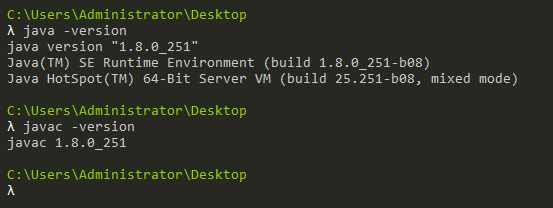 C:\Users\Administrator\Desktop
λ java -version
java version "1.8.0_251"
Java(TM) SE Runtime Environment (build 1.8.0_251-b08)
Java HotSpot(TM) 64-Bit Server VM (build 25.251-b08, mixed mode)
C:\Users\Administrator\Desktop
λ javac -version
javac 1.8.0_251
C:\Users\Administrator\Desktop
λ